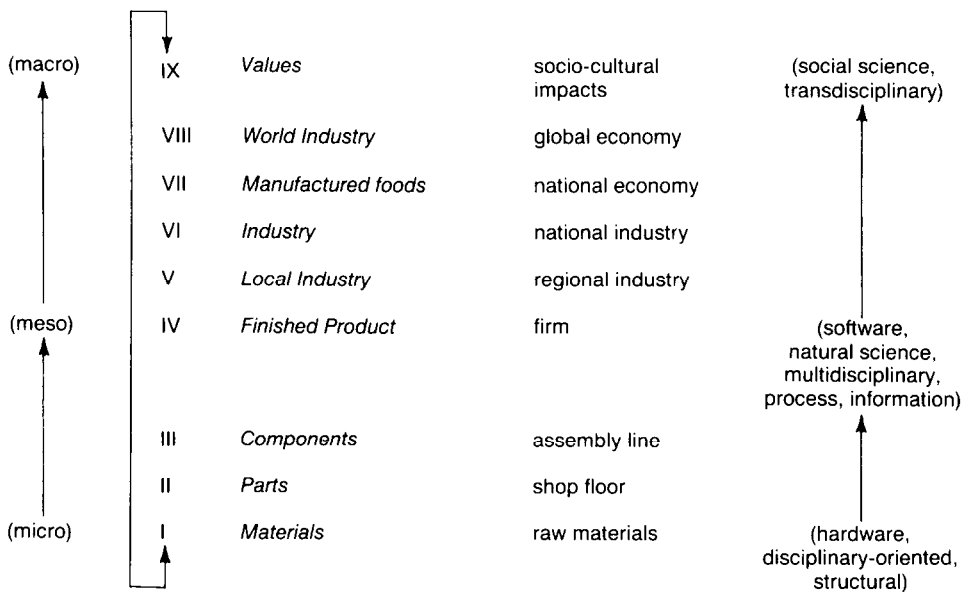 (macro) IX Values socio-cultural (social science,
impacts transdisciplinary)
VIII World Industry global economy
VII Manufactured foods national economy
VI Industry national industry
V Local Industry regional industry
(meso) IV Finished Product firm (software,
natural science,
multidisciplinary,
process, information)
III Components assembly line
II Parts shop floor
(micro) I Materials raw materials (hardware,
disciplinary-oriented,
structural)